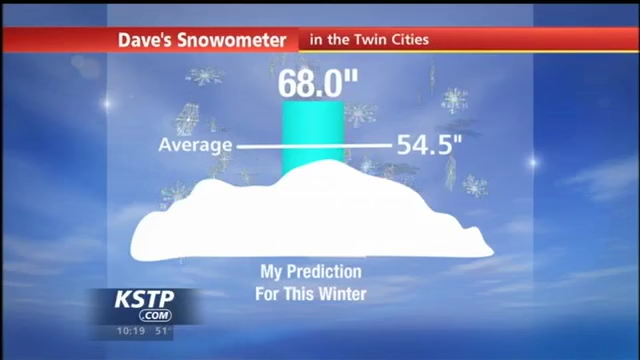 Dave's Snowometer in the Twin Cities
68.0"
Average 54.5"
My Prediction
For This Winter
KSTP
.COM
10:19 51°